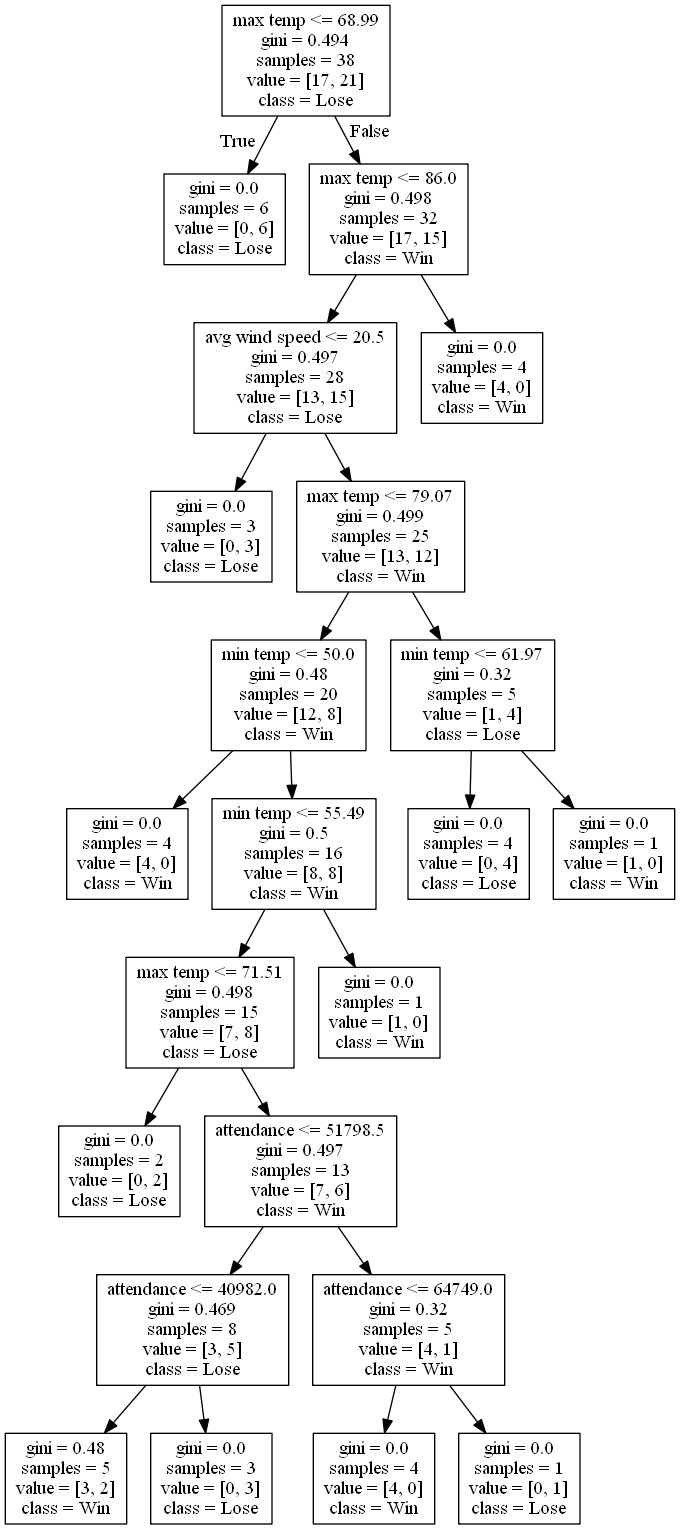 max temp <= 68.99
gini = 0.494
samples = 38
value = [17, 21]
class = Lose
True
False
gini = 0.0
samples = 6
value = [0, 6]
class = Lose
max temp <= 86.0
gini = 0.498
samples = 32
value = [17, 15]
class = Win
avg wind speed <= 20.5
gini = 0.497
samples = 28
value = [13, 15]
class = Lose
gini = 0.0
samples = 4
value = [4, 0]
class = Win
gini = 0.0
samples = 3
value = [0, 3]
class = Lose
max temp <= 79.07
gini = 0.499
samples = 25
value = [13, 12]
class = Win
min temp <= 50.0
gini = 0.48
samples = 20
value = [12, 8]
class = Win
min temp <= 61.97
gini = 0.32
samples = 5
value = [1, 4]
class = Lose
gini = 0.0
samples = 4
value = [4, 0]
class = Win
min temp <= 55.49
gini = 0.5
samples = 16
value = [8, 8]
class = Win
gini = 0.0
samples = 4
value = [0, 4]
class = Lose
gini = 0.0
samples = 1
value = [1, 0]
class = Win
max temp <= 71.51
gini = 0.498
samples = 15
value = [7, 8]
class = Lose
gini = 0.0
samples = 1
value = [1, 0]
class = Win
gini = 0.0
samples = 2
value = [0, 2]
class = Lose
attendance <= 51798.5
gini = 0.497
samples = 13
value = [7, 6]
class = Win
attendance <= 40982.0
gini = 0.469
samples = 8
value = [3, 5]
class = Lose
attendance <= 64749.0
gini = 0.32
samples = 5
value = [4, 1]
class = Win
gini = 0.48
samples = 5
value = [3, 2]
class = Win
gini = 0.0
samples = 3
value = [0, 3]
class = Lose
gini = 0.0
samples = 4
value = [4, 0]
class = Win
gini = 0.0
samples = 1
value = [0, 1]
class = Lose